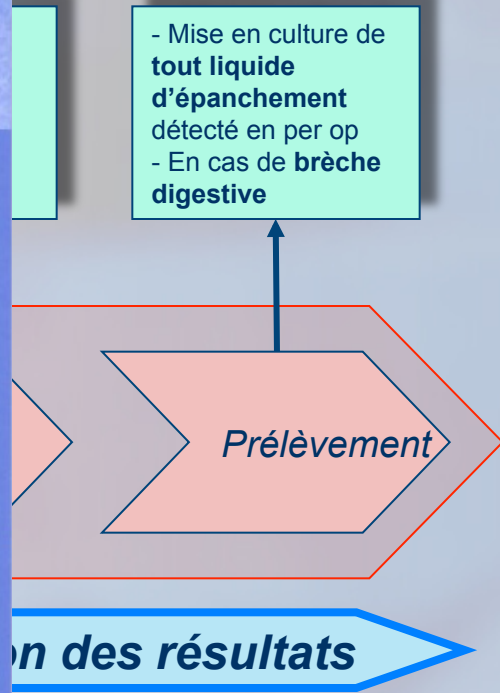 - Mise en culture de
tout liquide
d'épanchement
détecté en per op
- En cas de brèche
digestive
Prélèvement
on des résultats